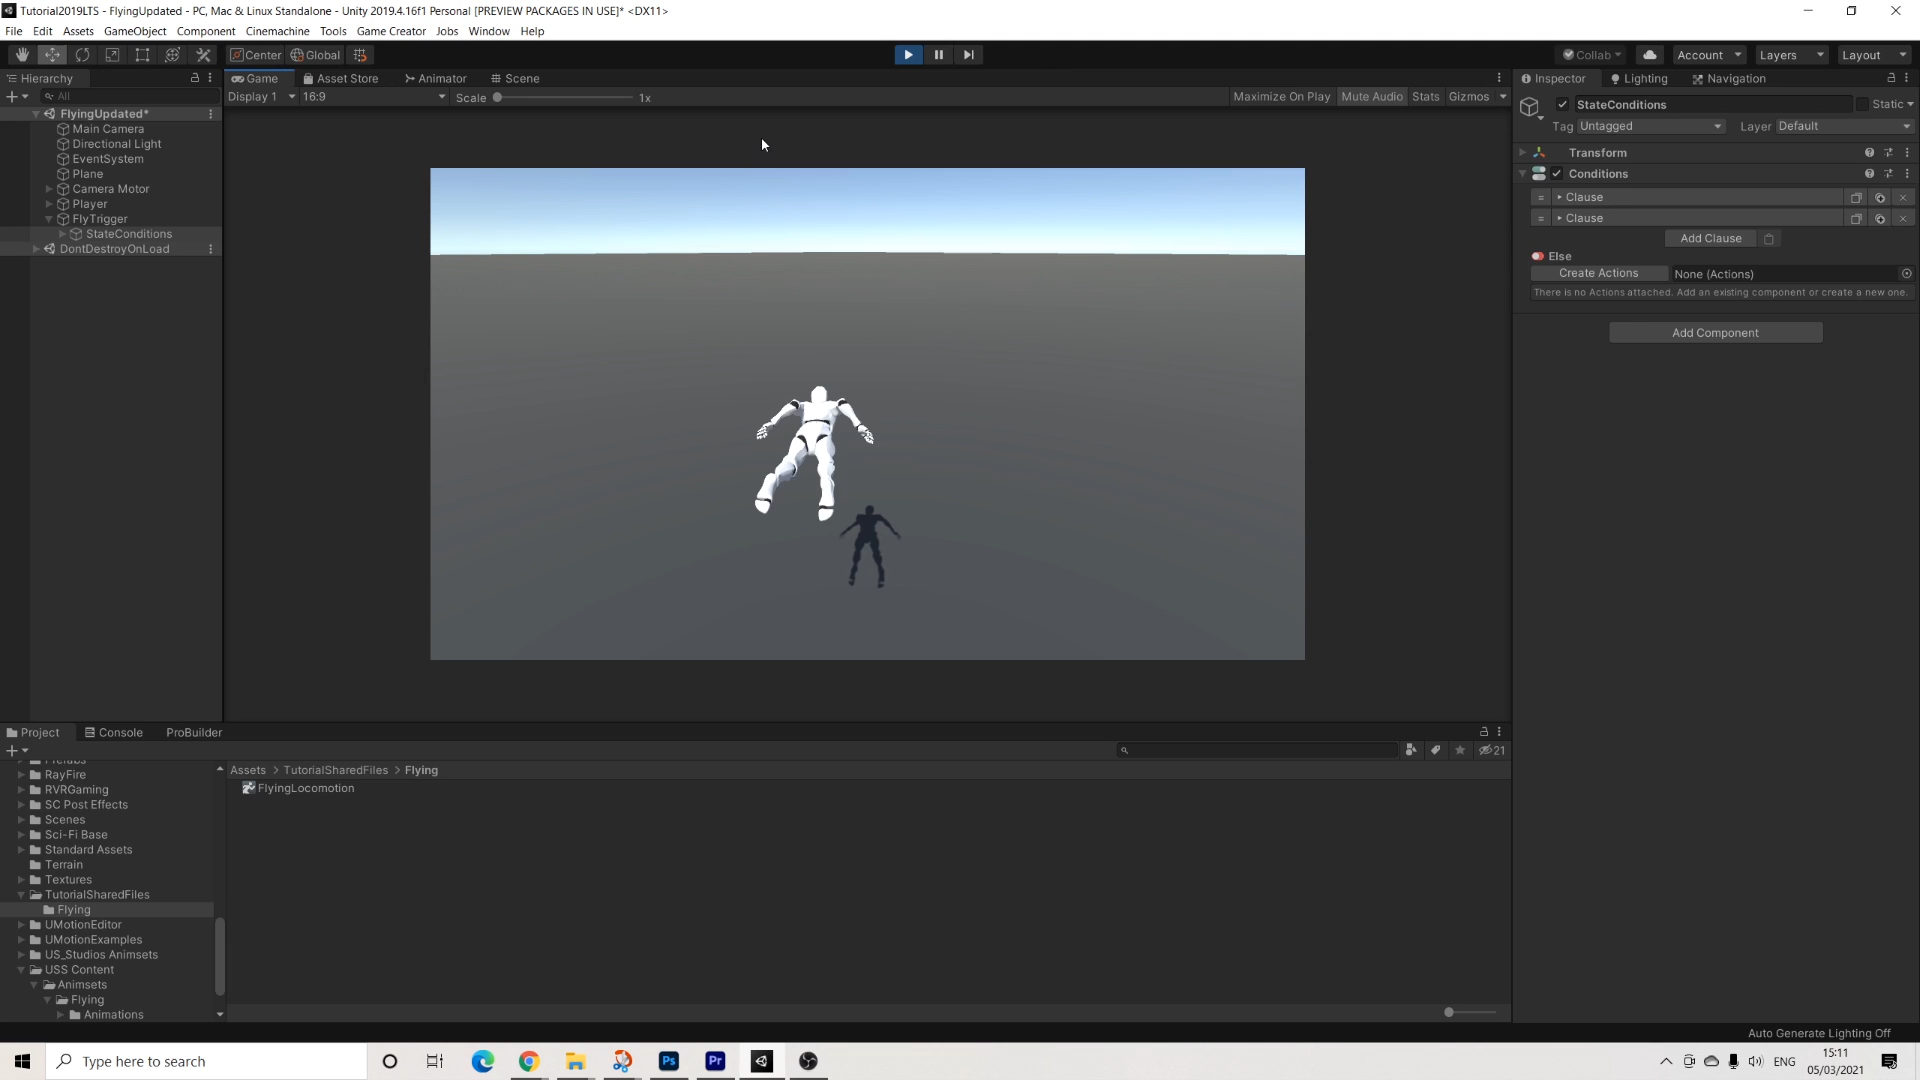 Tutorial2019LTS - FlyingUpdated - PC, Mac & Linux Standalone - Unity 2019.4.16f1 Personal [PREVIEW PACKAGES IN USE]* <DX11>
File Edit Assets GameObject Component Cinemachine Tools Game Creator Jobs Window Help
Center Global Collab Account Layers Layout
Hierarchy Game Asset Store Animator Scene Inspector Lighting Navigation
All Display 1 16:9 Scale 1x Maximize On Play Mute Audio Stats Gizmos
StateConditions Static
Tag Untagged Layer Default
FlyingUpdated*
Main Camera
Directional Light
EventSystem
Plane
Camera Motor
Player
FlyTrigger
StateConditions
DontDestroyOnLoad
Transform
Conditions
Clause
Clause
Add Clause
Else
Create Actions None (Actions)
There is no Actions attached. Add an existing component or create a new one.
Add Component
Project Console ProBuilder
21
Prefabs
RayFire
RVRGaming
SC Post Effects
Scenes
Sci-Fi Base
Standard Assets
Terrain
Textures
TutorialSharedFiles
Flying
UMotionEditor
UMotionExamples
US_Studios Animsets
USS Content
Animsets
Flying
Animations
Assets > TutorialSharedFiles > Flying
FlyingLocomotion
Auto Generate Lighting Off
Type here to search
Ps Pr
ENG
15:11
05/03/2021